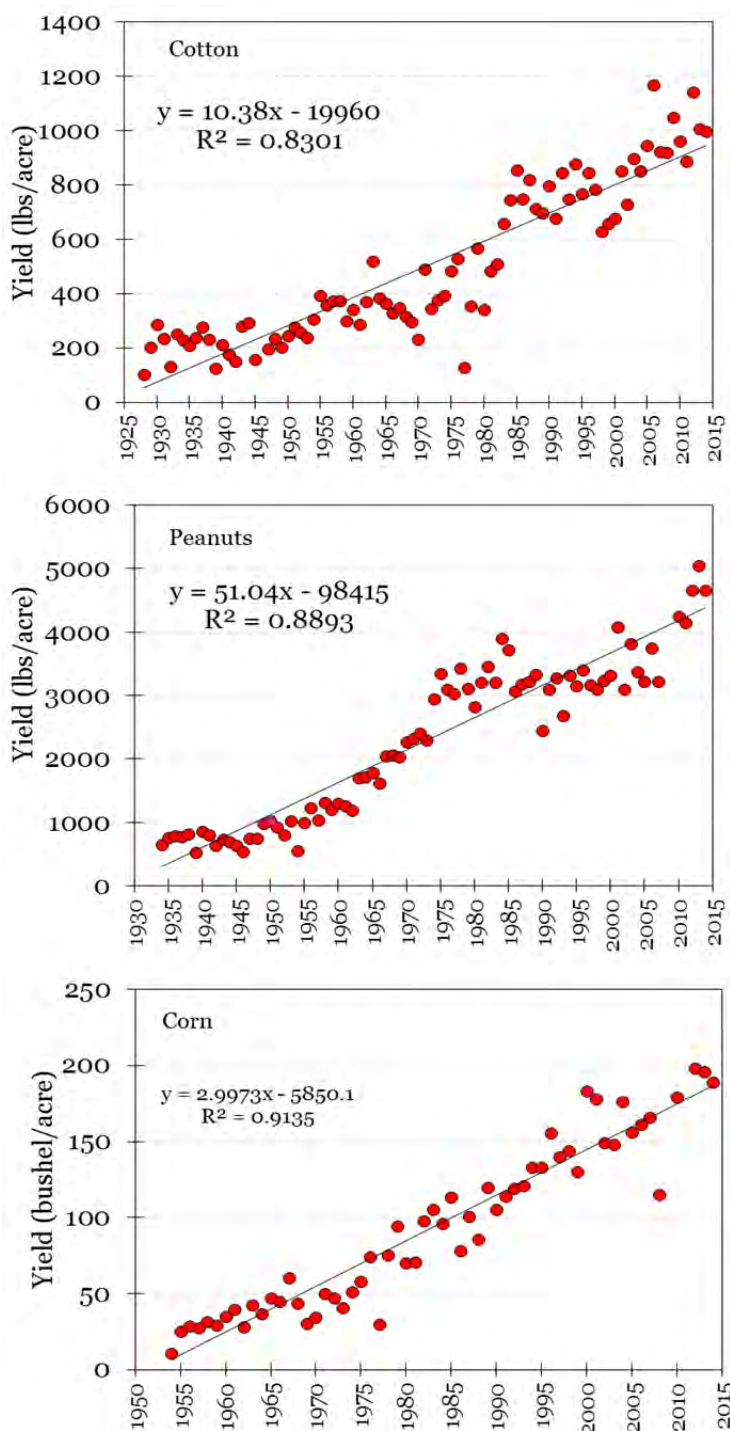 1400
Cotton
1200
y = 10.38x - 19960
R² = 0.8301
1000
800
600
400
200
0
Yield (lbs/acre)
1925 1930 1935 1940 1945 1950 1955 1960 1965 1970 1975 1980 1985 1990 1995 2000 2005 2010 2015
6000
Peanuts
5000
y = 51.04x - 98415
R² = 0.8893
4000
3000
2000
1000
0
Yield (lbs/acre)
1930 1935 1940 1945 1950 1955 1960 1965 1970 1975 1980 1985 1990 1995 2000 2005 2010 2015
250
Corn
200
y = 2.9973x - 5850.1
R² = 0.9135
150
100
50
0
Yield (bushel/acre)
1950 1955 1960 1965 1970 1975 1980 1985 1990 1995 2000 2005 2010 2015